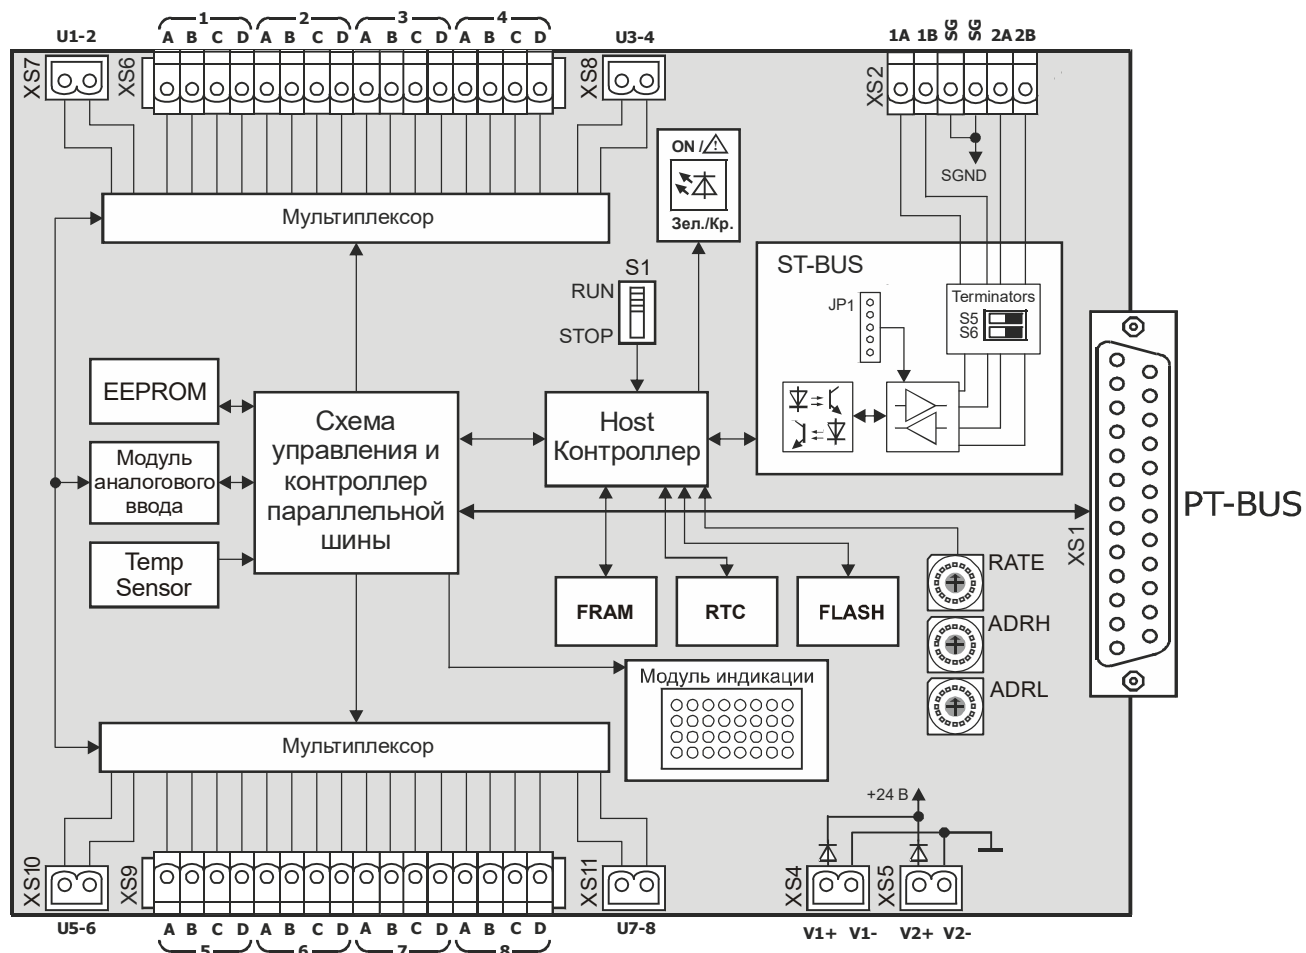 1 2 3 4
U1-2 A B C D A B C D A B C D A B C D U3-4
1A 1B SG SG 2A 2B
XS7 XS6 XS8 XS2
ON /
Зел./Кр.
SGND
Мультиплексор
S1
RUN
STOP
ST-BUS
JP1
Terminators
S5
S6
EEPROM
Схема
управления и
контроллер
параллельной
шины
Host
Контроллер
Модуль
аналогового
ввода
Temp
Sensor
PT-BUS
XS1
FRAM
RTC
FLASH
RATE
ADRH
ADRL
Модуль индикации
Мультиплексор
+24 В
XS10 XS9 XS11 XS4 XS5
U5-6 A B C D A B C D A B C D A B C D U7-8
V1+ V1- V2+ V2-
5 6 7 8